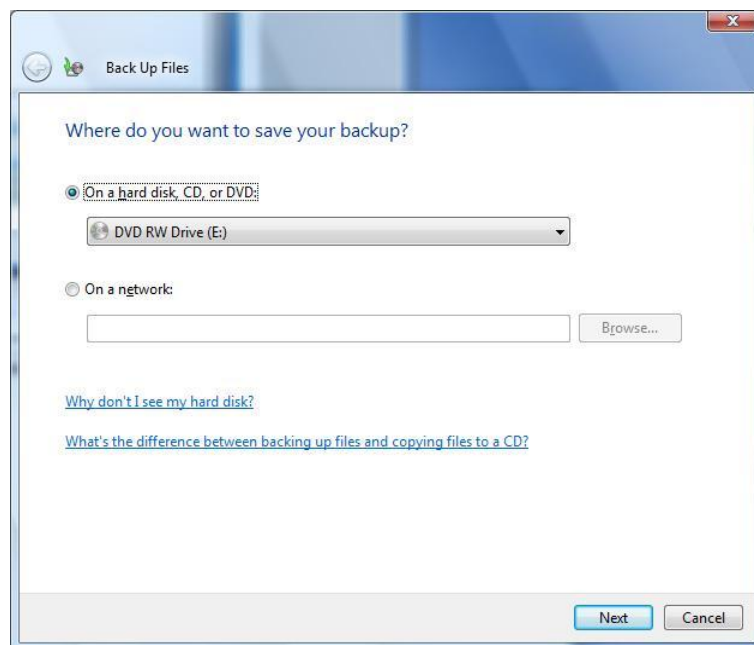 Back Up Files
Where do you want to save your backup?
On a hard disk, CD, or DVD:
DVD RW Drive (E:)
On a network:
Browse...
Why don't I see my hard disk?
What's the difference between backing up files and copying files to a CD?
Next Cancel